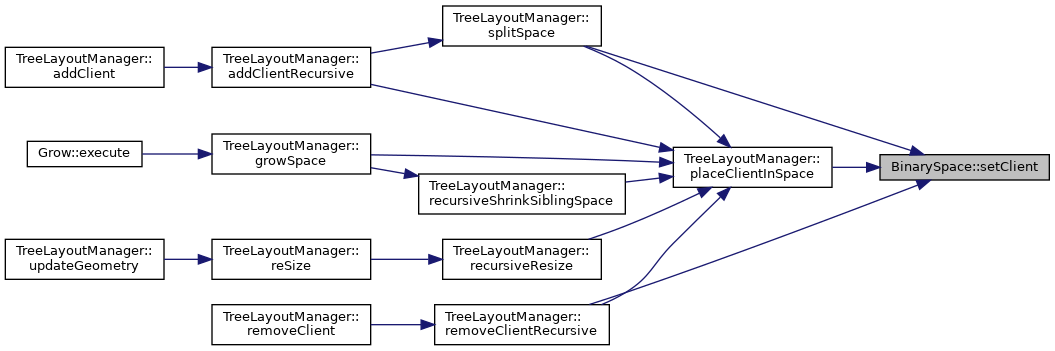 TreeLayoutManager::
splitSpace
TreeLayoutManager::
addClient
TreeLayoutManager::
addClientRecursive
Grow::execute
TreeLayoutManager::
growSpace
TreeLayoutManager::
placeClientInSpace
BinarySpace::setClient
TreeLayoutManager::
recursiveShrinkSiblingSpace
TreeLayoutManager::
updateGeometry
TreeLayoutManager::
reSize
TreeLayoutManager::
recursiveResize
TreeLayoutManager::
removeClient
TreeLayoutManager::
removeClientRecursive